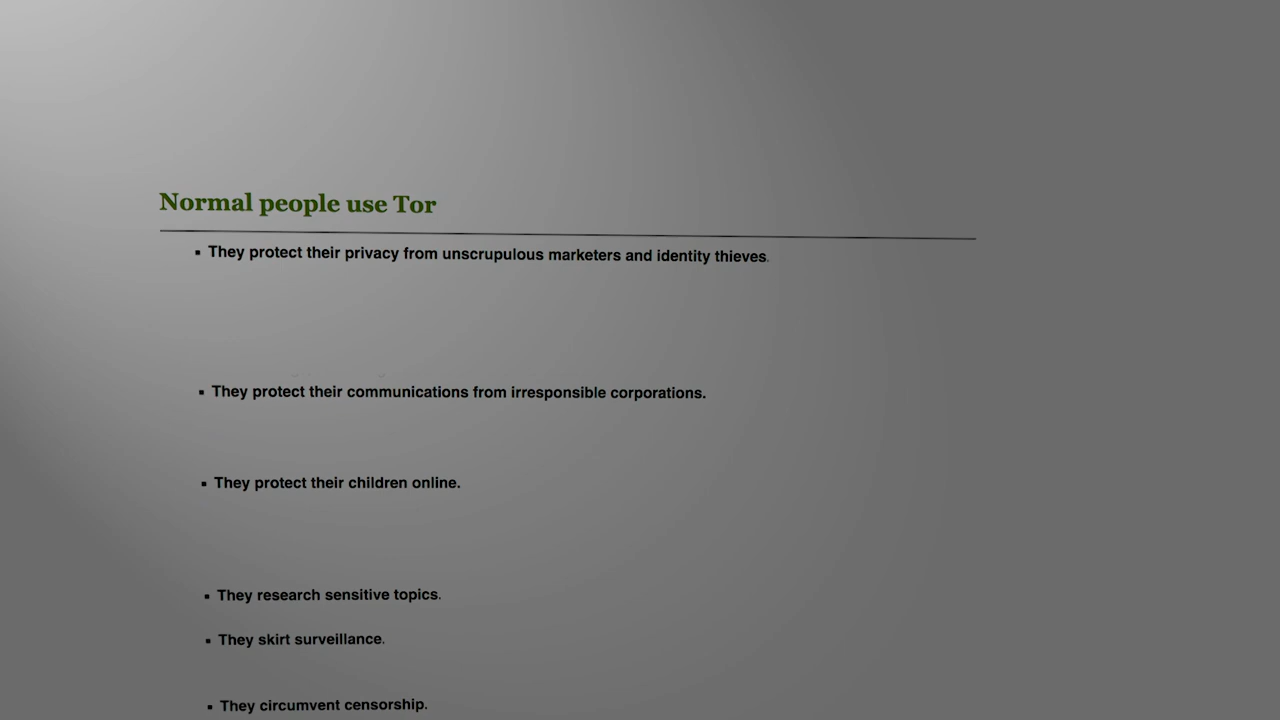 Normal people use Tor
▪ They protect their privacy from unscrupulous marketers and identity thieves.
▪ They protect their communications from irresponsible corporations.
▪ They protect their children online.
▪ They research sensitive topics.
▪ They skirt surveillance.
▪ They circumvent censorship.